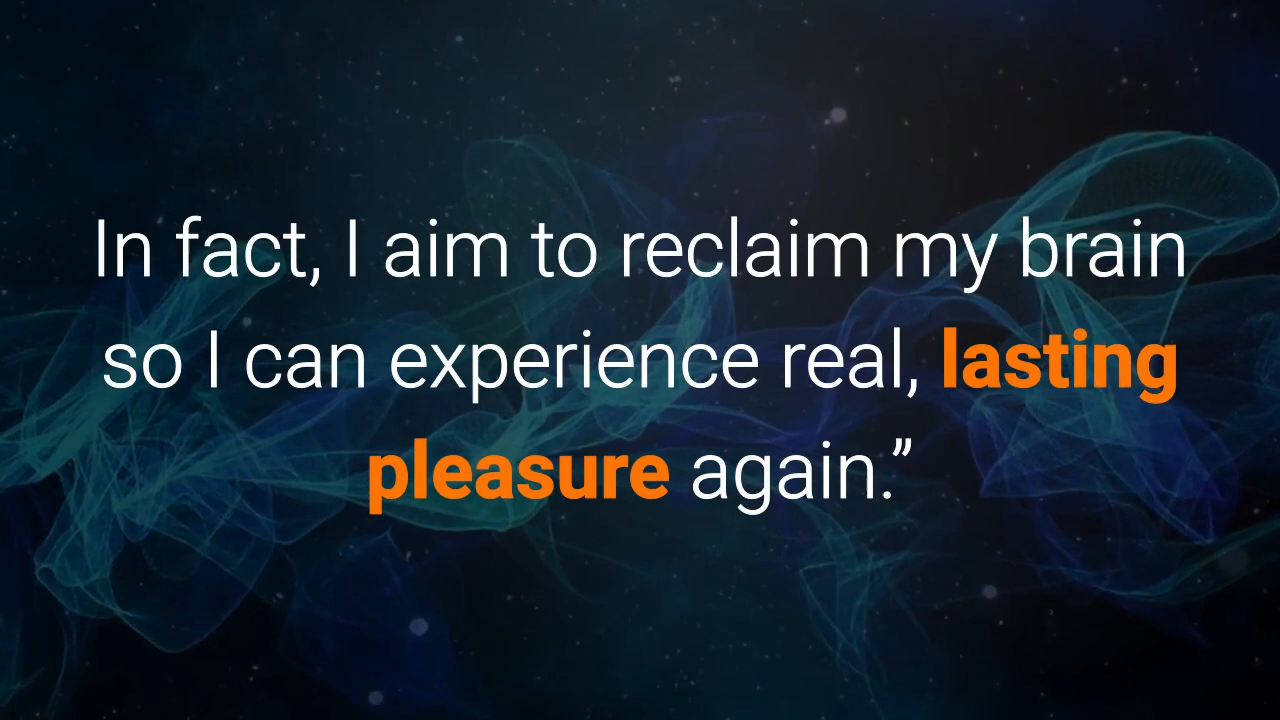 In fact, I aim to reclaim my brain
so I can experience real, lasting
pleasure again.”